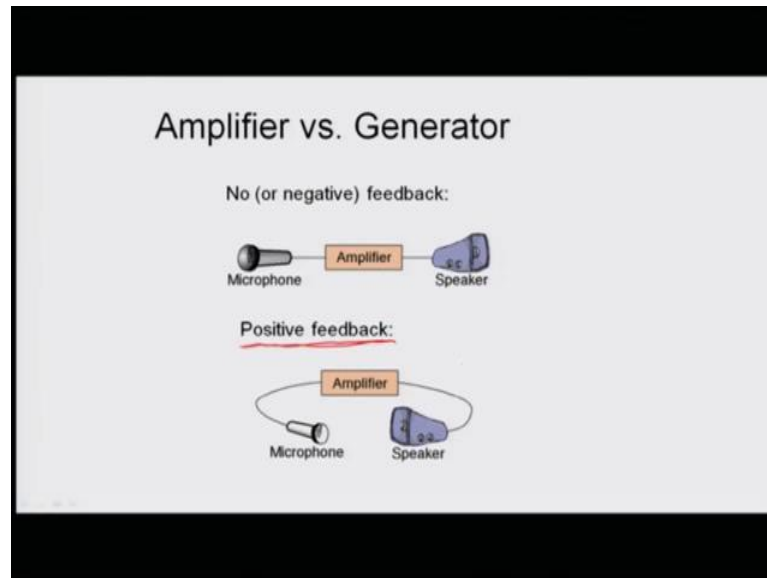 Amplifier vs. Generator
No (or negative) feedback:
Amplifier
Microphone
Speaker
Positive feedback:
Amplifier
Microphone
Speaker